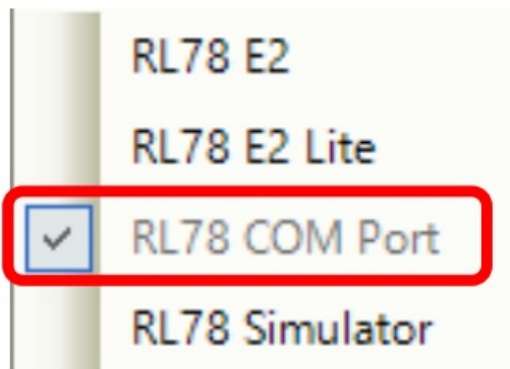 RL78 E2
RL78 E2 Lite
RL78 COM Port
RL78 Simulator